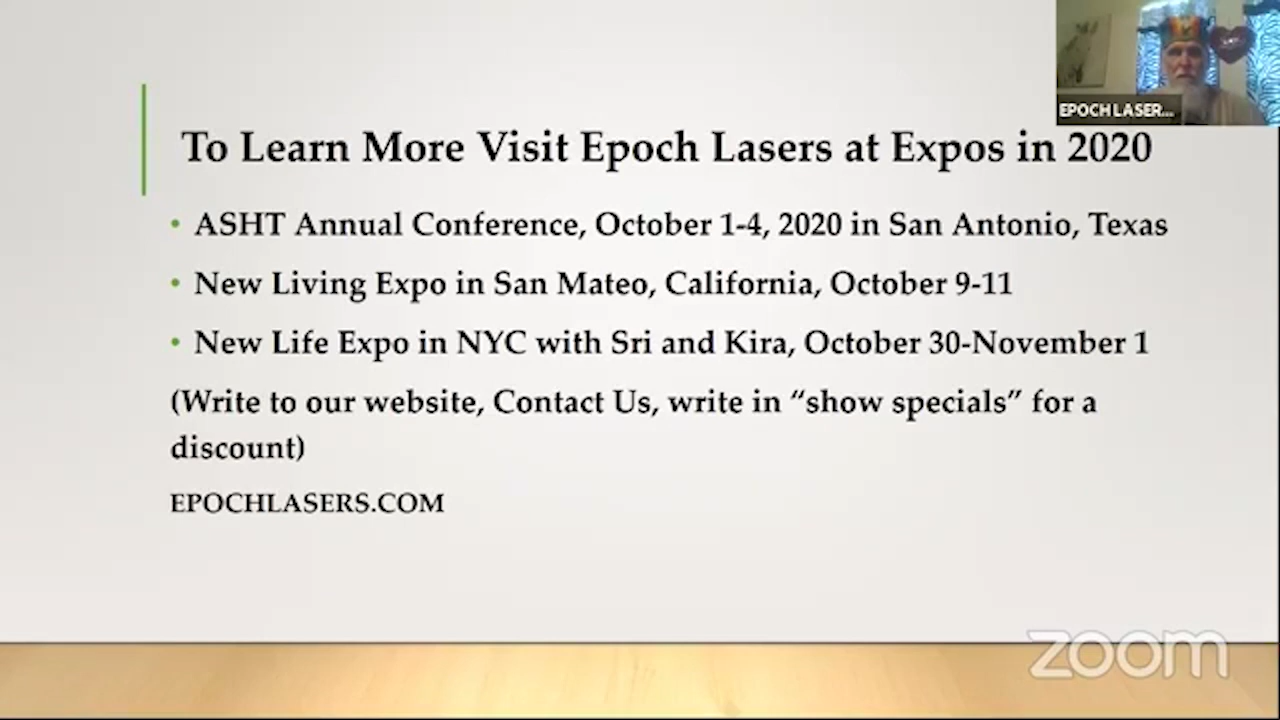 EPOCH LASER...
To Learn More Visit Epoch Lasers at Expos in 2020
• ASHT Annual Conference, October 1-4, 2020 in San Antonio, Texas
• New Living Expo in San Mateo, California, October 9-11
• New Life Expo in NYC with Sri and Kira, October 30-November 1
(Write to our website, Contact Us, write in “show specials” for a
discount)
EPOCHLASERS.COM
zoom